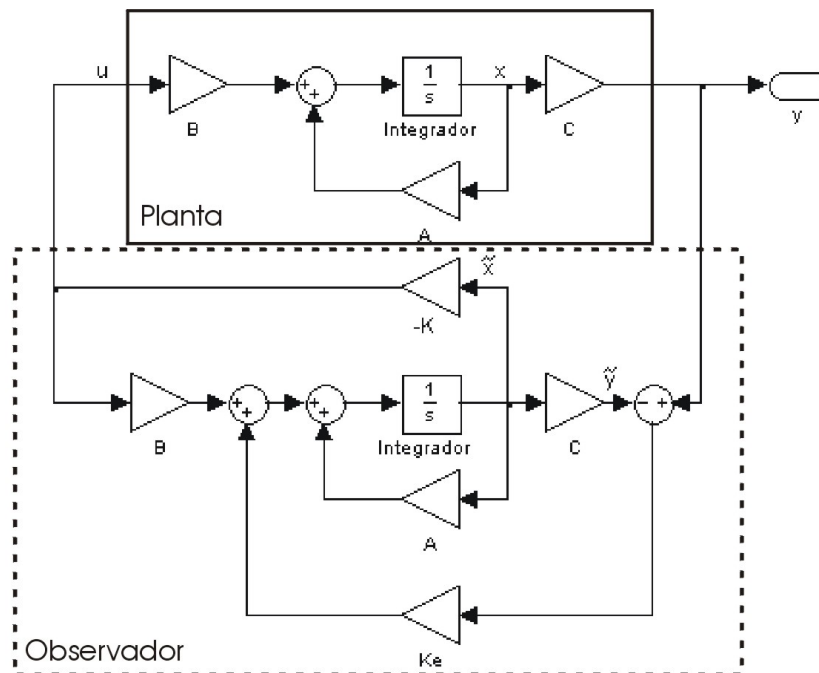 u
B
+
+
1
s
Integrador
x
C
y
A
Planta
x̃
-K
B
+
+
+
+
1
s
Integrador
C
ỹ
-
+
A
Ke
Observador